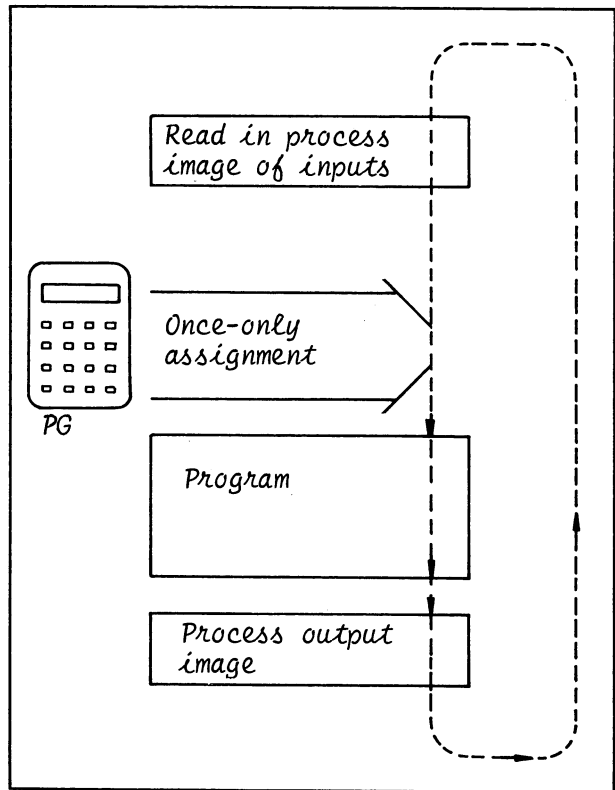 Read in process
image of inputs
Once-only
assignment
PG
Program
Process output
image